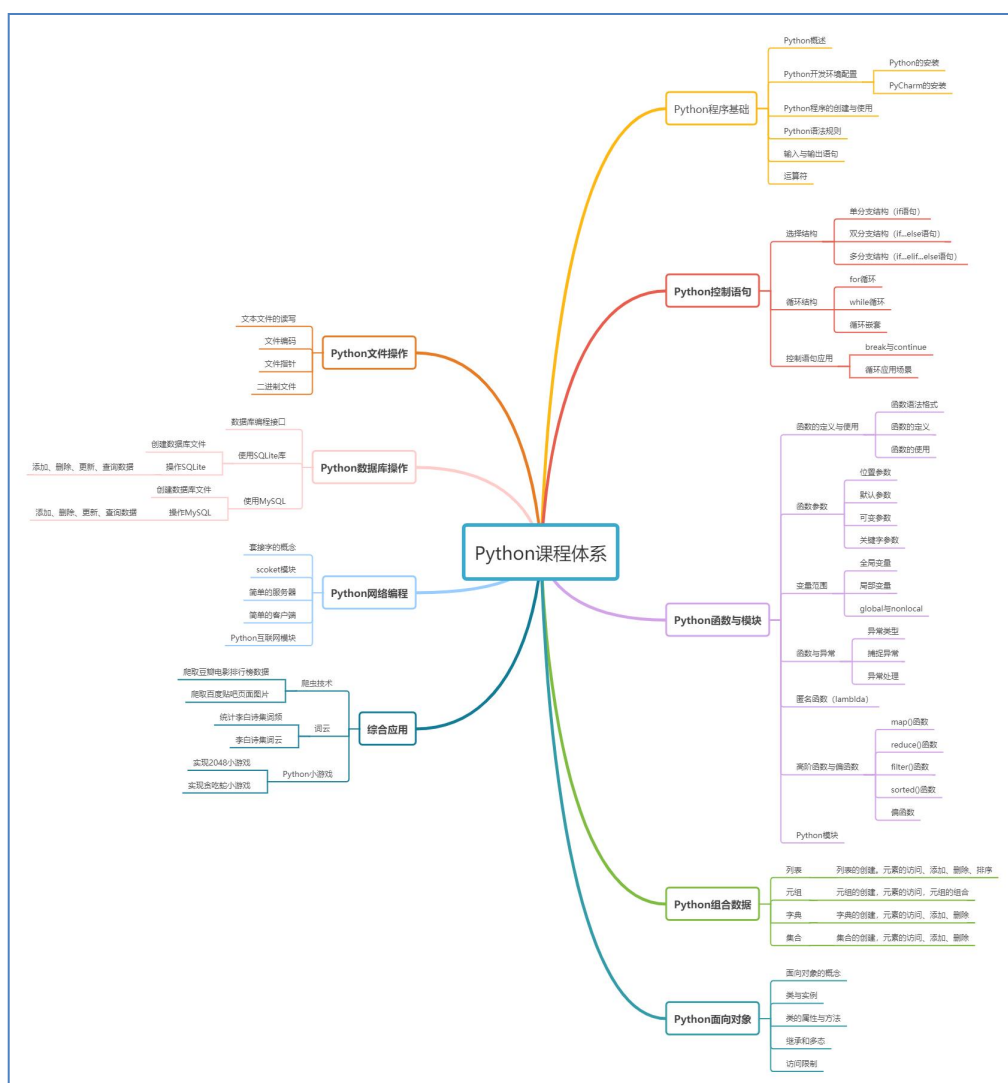 Python课程体系
Python程序基础
Python概述
Python开发环境配置
Python的安装
PyCharm的安装
Python程序的创建与使用
Python语法规则
输入与输出语句
运算符
Python控制语句
选择结构
单分支结构（if语句）
双分支结构（if...else语句）
多分支结构（if...elif...else语句）
循环结构
for循环
while循环
循环嵌套
控制语句应用
break与continue
循环应用场景
Python函数与模块
函数的定义与使用
函数语法格式
函数的定义
函数的使用
函数参数
位置参数
默认参数
可变参数
关键字参数
变量范围
全局变量
局部变量
global与nonlocal
函数与异常
异常类型
捕捉异常
异常处理
匿名函数（lamblda）
高阶函数与偶函数
map()函数
reduce()函数
filter()函数
sorted()函数
偏函数
Python模块
Python组合数据
列表 列表的创建。元素的访问、添加、删除、排序
元组 元组的创建，元素的访问，元组的组合
字典 字典的创建，元素的访问、添加、删除
集合 集合的创建，元素的访问、添加、删除
Python面向对象
面向对象的概念
类与实例
类的属性与方法
继承和多态
访问限制
Python文件操作
文本文件的读写
文件编码
文件指针
二进制文件
Python数据库操作
数据库编程接口
使用SQLite库
创建数据库文件
操作SQLite
添加、删除、更新、查询数据
使用MySQL
创建数据库文件
操作MySQL
添加、删除、更新、查询数据
Python网络编程
套接字的概念
scoket模块
简单的服务器
简单的客户端
Python互联网模块
综合应用
爬虫技术
爬取豆瓣电影排行榜数据
爬取百度贴吧页面图片
词云
统计李白诗集词频
李白诗集词云
Python小游戏
实现2048小游戏
实现贪吃蛇小游戏